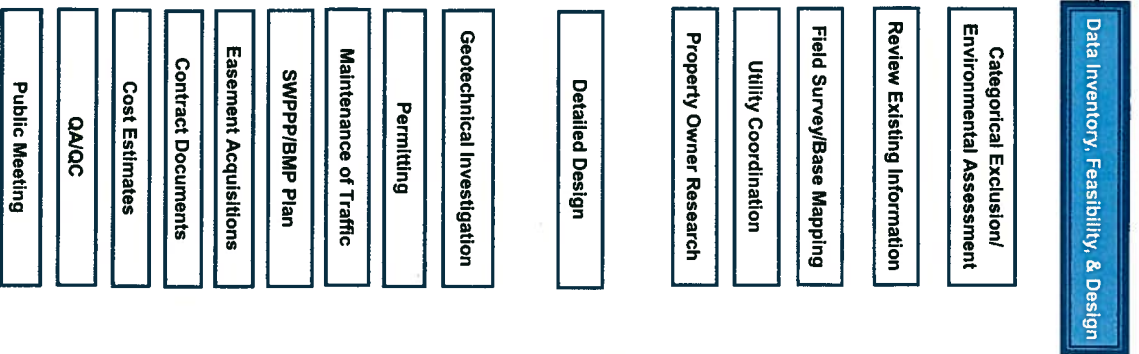 Data Inventory, Feasibility, & Design
Categorical Exclusion/
Environmental Assessment
Review Existing Information
Field Survey/Base Mapping
Utility Coordination
Property Owner Research
Detailed Design
Geotechnical Investigation
Permitting
Maintenance of Traffic
SWPPP/BMP Plan
Easement Acquisitions
Contract Documents
Cost Estimates
QA/QC
Public Meeting